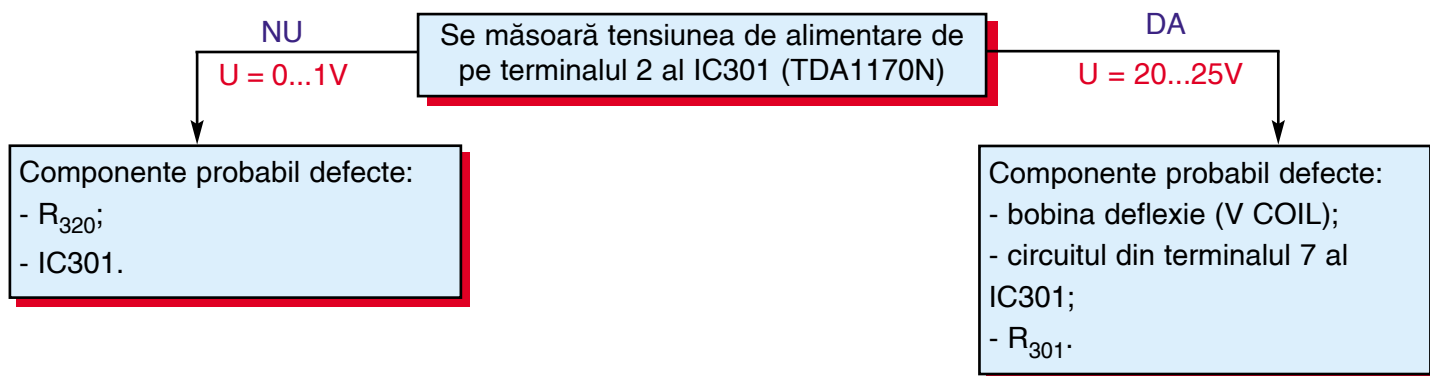 Se măsoară tensiunea de alimentare de
pe terminalul 2 al IC301 (TDA1170N)
NU
U = 0...1V
DA
U = 20...25V
Componente probabil defecte:
- R320;
- IC301.
Componente probabil defecte:
- bobina deflexie (V COIL);
- circuitul din terminalul 7 al
IC301;
- R301.